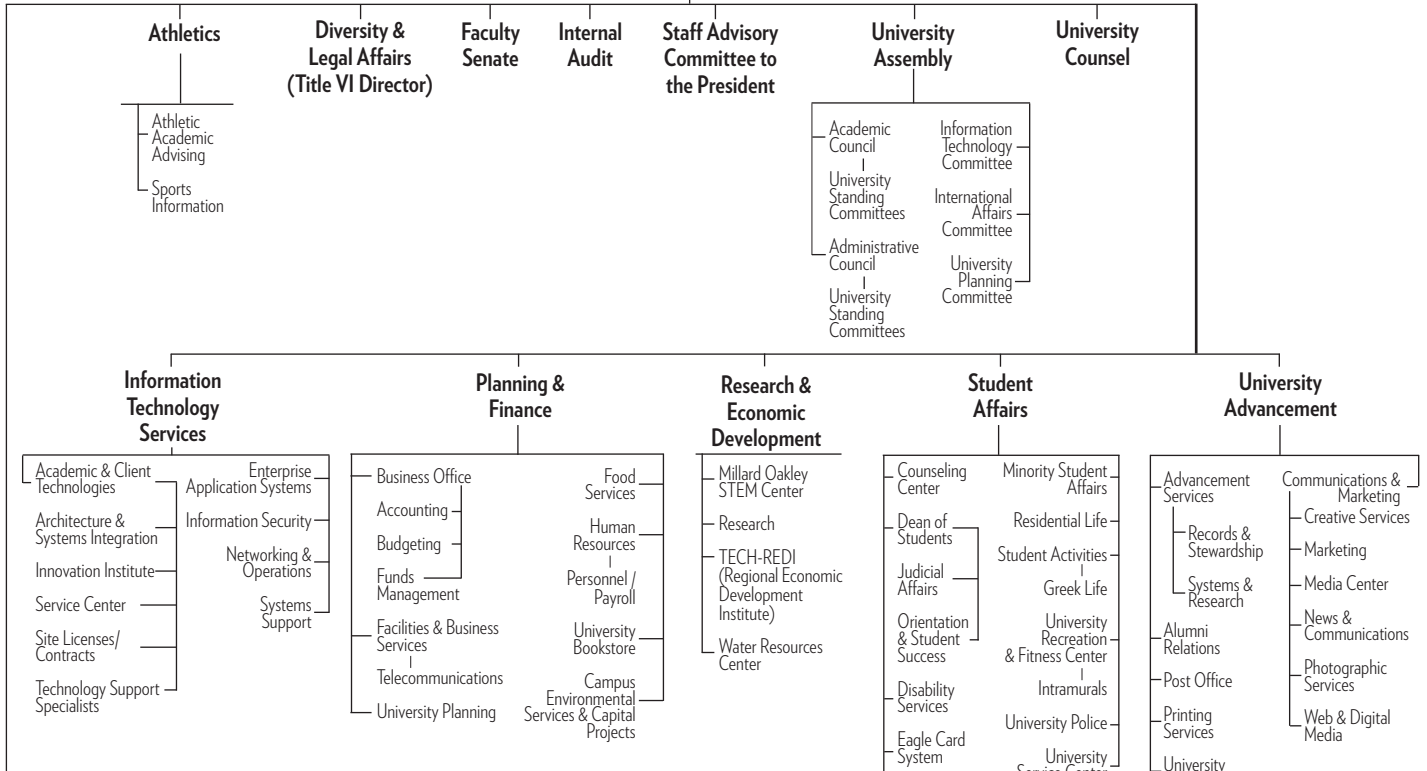 Athletics
Diversity &
Legal Affairs
(Title VI Director)
Faculty
Senate
Internal
Audit
Staff Advisory
Committee to
the President
University
Assembly
University
Counsel
Athletic
Academic
Advising
Sports
Information
Academic
Council
University
Standing
Committees
Administrative
Council
University
Standing
Committees
Information
Technology
Committee
International
Affairs
Committee
University
Planning
Committee
Information
Technology
Services
Academic & Client
Technologies
Architecture &
Systems Integration
Innovation Institute
Service Center
Site Licenses/
Contracts
Technology Support
Specialists
Enterprise
Application Systems
Information Security
Networking &
Operations
Systems
Support
Planning &
Finance
Business Office
Accounting
Budgeting
Funds
Management
Facilities & Business
Services
Telecommunications
University Planning
Food
Services
Human
Resources
Personnel /
Payroll
University
Bookstore
Campus
Environmental
Services & Capital
Projects
Research &
Economic
Development
Millard Oakley
STEM Center
Research
TECH-REDI
(Regional Economic
Development
Institute)
Water Resources
Center
Student
Affairs
Counseling
Center
Dean of
Students
Judicial
Affairs
Orientation
& Student
Success
Disability
Services
Eagle Card
System
Minority Student
Affairs
Residential Life
Student Activities
Greek Life
University
Recreation
& Fitness Center
Intramurals
University Police
University
Service Center
University
Advancement
Advancement
Services
Records &
Stewardship
Systems &
Research
Alumni
Relations
Post Office
Printing
Services
University
Communications &
Marketing
Creative Services
Marketing
Media Center
News &
Communications
Photographic
Services
Web & Digital
Media